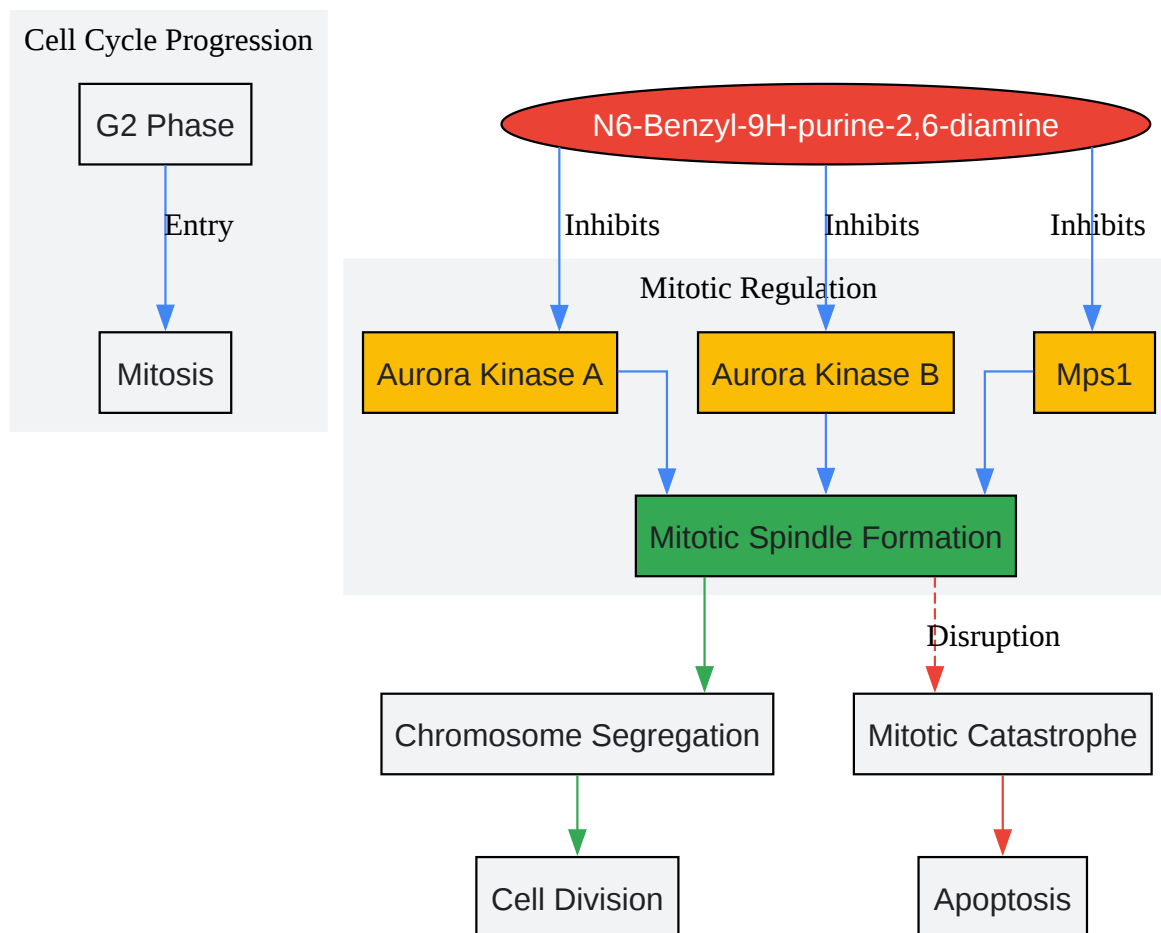 Cell Cycle Progression
G2 Phase
Entry
Mitosis
N6-Benzyl-9H-purine-2,6-diamine
Inhibits
Inhibits
Inhibits
Mitotic Regulation
Aurora Kinase A
Aurora Kinase B
Mps1
Mitotic Spindle Formation
Disruption
Chromosome Segregation
Mitotic Catastrophe
Cell Division
Apoptosis